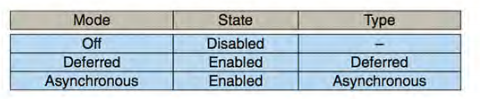 Mode State Type
Off Disabled –
Deferred Enabled Deferred
Asynchronous Enabled Asynchronous